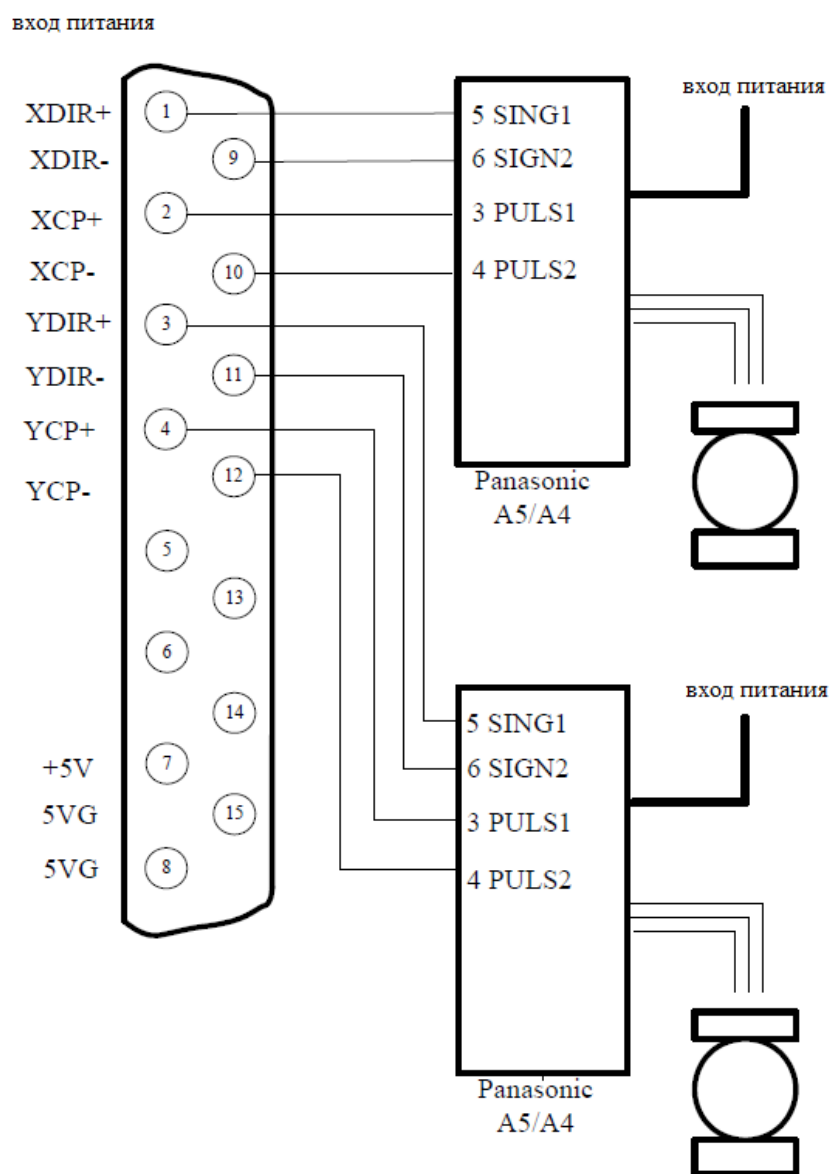 вход питания
XDIR+
1
XDIR-
9
XCP+
2
XCP-
10
YDIR+
3
YDIR-
11
YCP+
4
YCP-
12
5
13
6
14
+5V
7
5VG
15
5VG
8
5 SING1
6 SIGN2
3 PULS1
4 PULS2
Panasonic
A5/A4
вход питания
5 SING1
6 SIGN2
3 PULS1
4 PULS2
Panasonic
A5/A4
вход питания